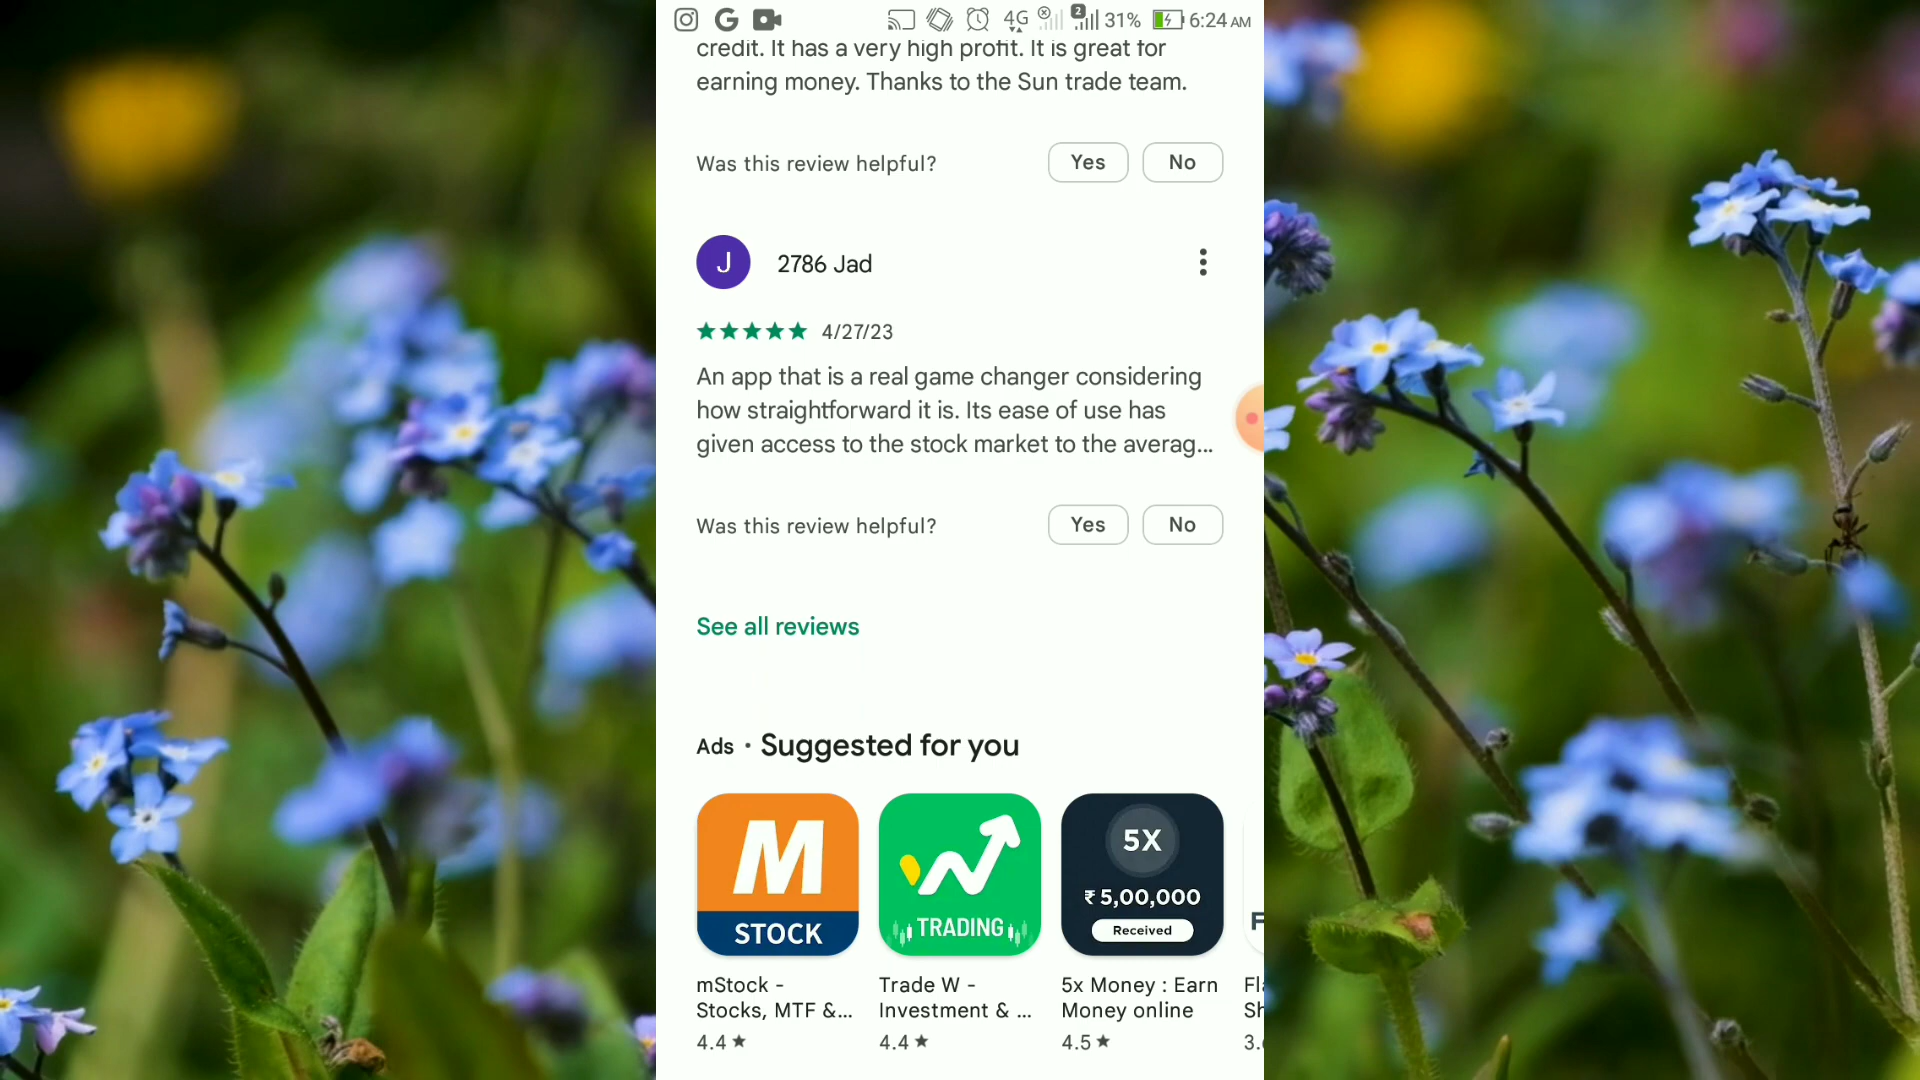 4G 2 31% 6:24 AM
credit. It has a very high profit. It is great for
earning money. Thanks to the Sun trade team.
Was this review helpful? Yes No
J 2786 Jad
4/27/23
An app that is a real game changer considering
how straightforward it is. Its ease of use has
given access to the stock market to the averag...
Was this review helpful? Yes No
See all reviews
Ads • Suggested for you
M STOCK
TRADING
5X
₹ 5,00,000
Received
mStock -
Stocks, MTF &...
4.4 ★
Trade W -
Investment & ...
4.4 ★
5x Money : Earn
Money online
4.5 ★